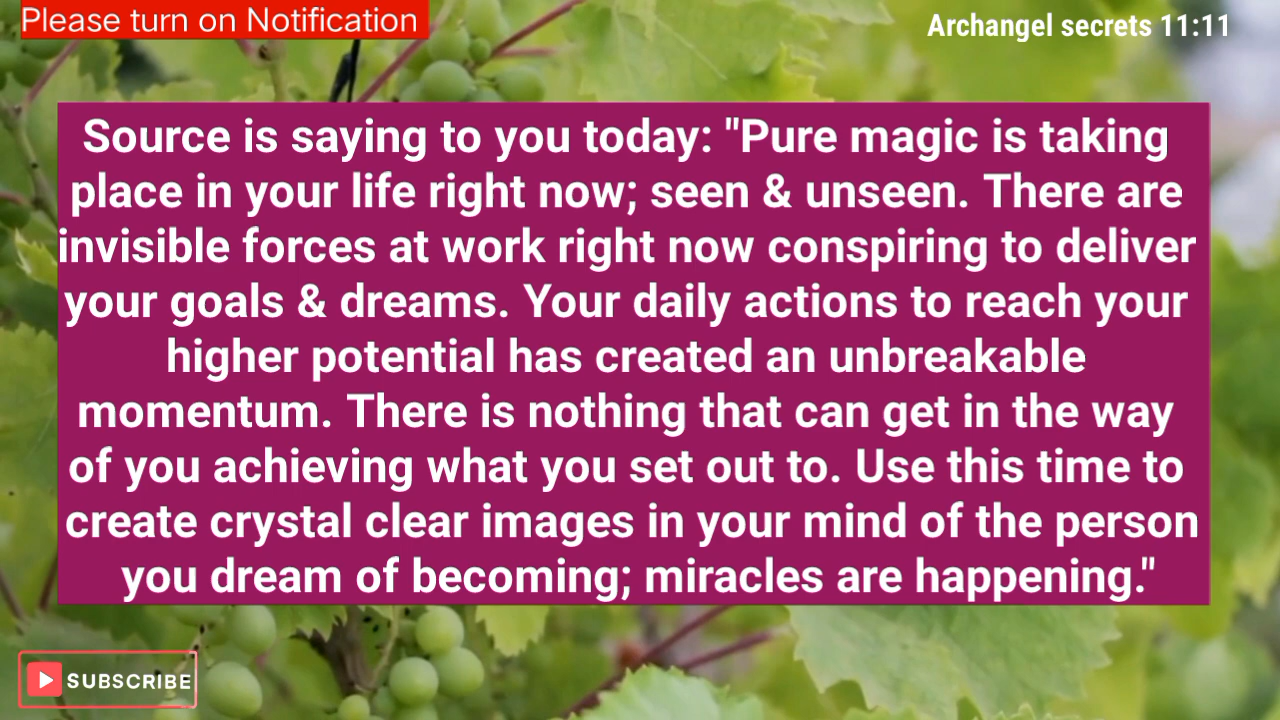 Please turn on Notification
Archangel secrets 11:11
Source is saying to you today: "Pure magic is taking
place in your life right now; seen & unseen. There are
invisible forces at work right now conspiring to deliver
your goals & dreams. Your daily actions to reach your
higher potential has created an unbreakable
momentum. There is nothing that can get in the way
of you achieving what you set out to. Use this time to
create crystal clear images in your mind of the person
you dream of becoming; miracles are happening."
SUBSCRIBE